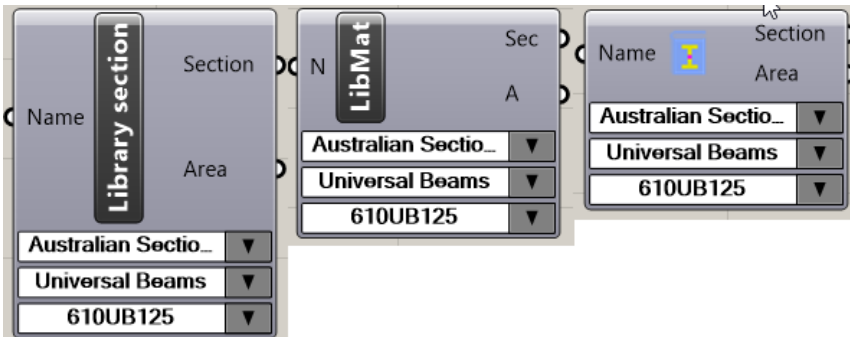 Library section
Name
Section
Area
Australian Sectio...
Universal Beams
610UB125
LibMat
N
Sec
A
Australian Sectio...
Universal Beams
610UB125
Name
Section
Area
Australian Sectio...
Universal Beams
610UB125